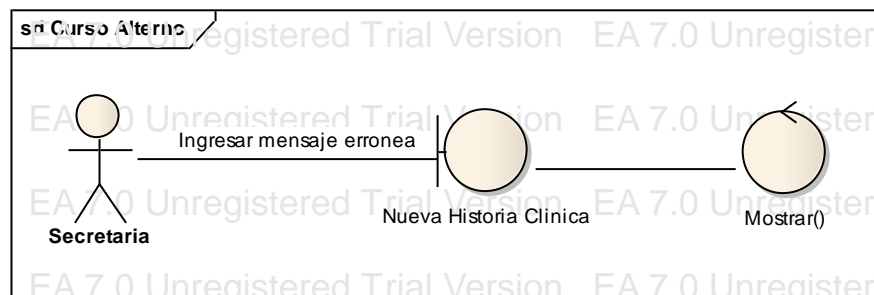 sd Curso Alterno
EA 7.0 Unregistered Trial Version EA 7.0 Unregister
EA 7.0 Unregistered Trial Version EA 7.0 Unregister
Ingresar mensaje erronea
EA 7.0 Unregistered Trial Version EA 7.0 Unregister
Nueva Historia Clinica
Mostrar()
Secretaria
EA 7.0 Unregistered Trial Version EA 7.0 Unregister